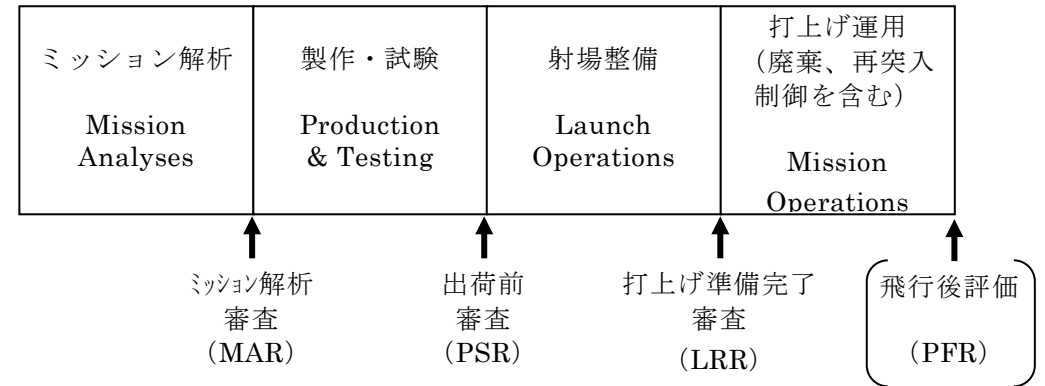 ミッション解析
Mission
Analyses
製作・試験
Production
& Testing
射場整備
Launch
Operations
打上げ運用
(廃棄、再突入
制御を含む)
Mission
Operations
ﾐｯｼｮﾝ解析
審査
(MAR)
出荷前
審査
(PSR)
打上げ準備完了
審査
(LRR)
飛行後評価
(PFR)